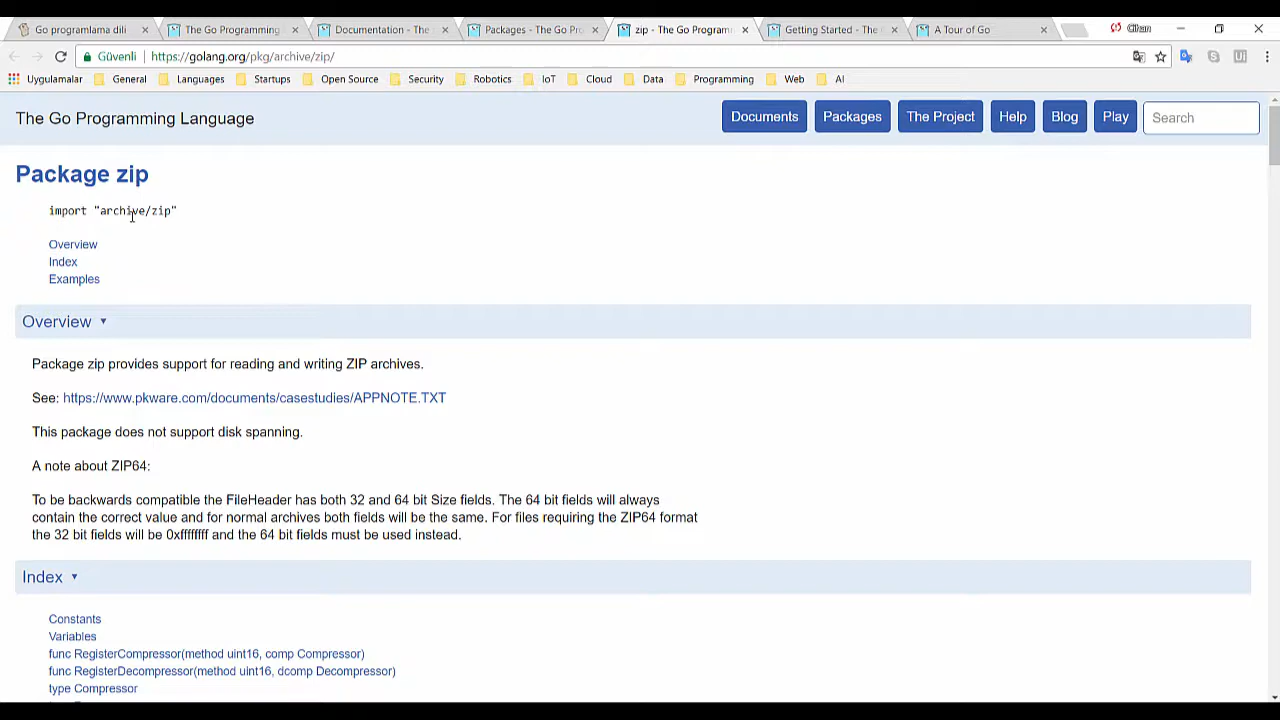 Go programlama dili
The Go Programming
Documentation - The
Packages - The Go Pr
zip - The Go Program
Getting Started - The
A Tour of Go
Cihan
Güvenli
https://golang.org/pkg/archive/zip/
Uygulamalar
General
Languages
Startups
Open Source
Security
Robotics
IoT
Cloud
Data
Programming
Web
AI
The Go Programming Language
Documents
Packages
The Project
Help
Blog
Play
Search
Package zip
import "archive/zip"
Overview
Index
Examples
Overview ▾
Package zip provides support for reading and writing ZIP archives.
See: https://www.pkware.com/documents/casestudies/APPNOTE.TXT
This package does not support disk spanning.
A note about ZIP64:
To be backwards compatible the FileHeader has both 32 and 64 bit Size fields. The 64 bit fields will always
contain the correct value and for normal archives both fields will be the same. For files requiring the ZIP64 format
the 32 bit fields will be 0xffffffff and the 64 bit fields must be used instead.
Index ▾
Constants
Variables
func RegisterCompressor(method uint16, comp Compressor)
func RegisterDecompressor(method uint16, dcomp Decompressor)
type Compressor